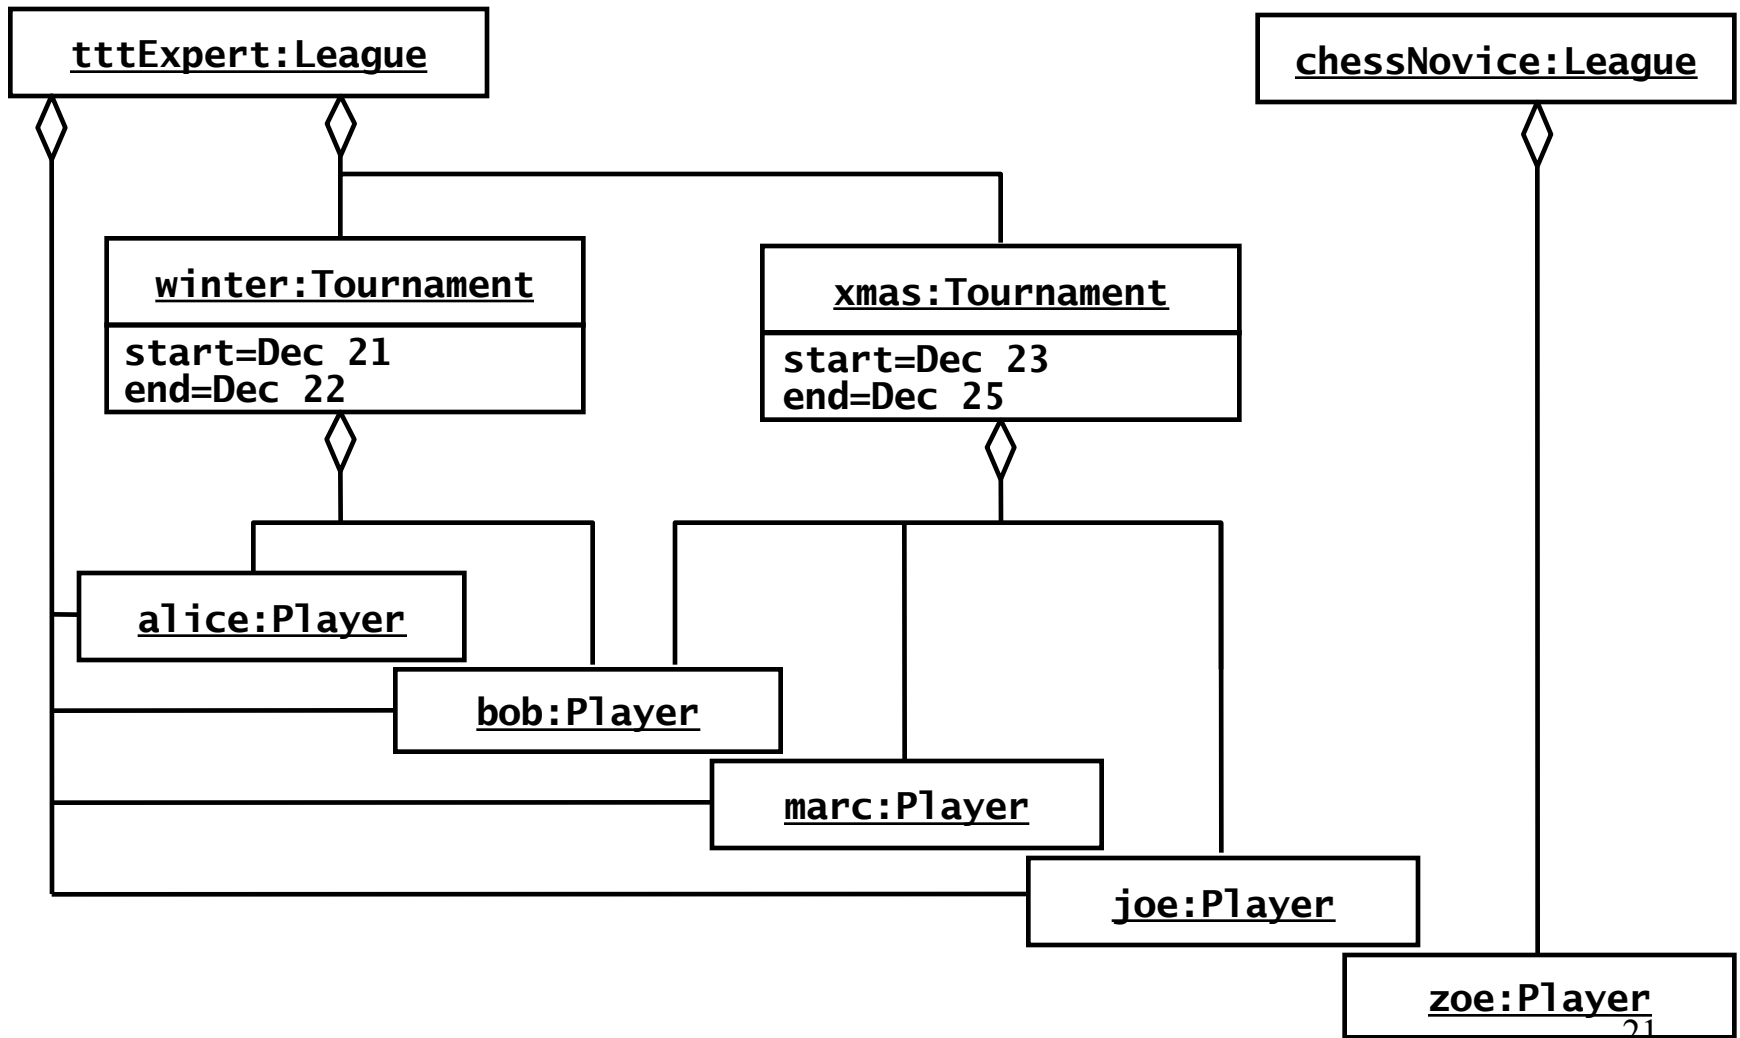 tttExpert:League
chessNovice:League
winter:Tournament
start=Dec 21
end=Dec 22
xmas:Tournament
start=Dec 23
end=Dec 25
alice:Player
bob:Player
marc:Player
joe:Player
zoe:Player
21